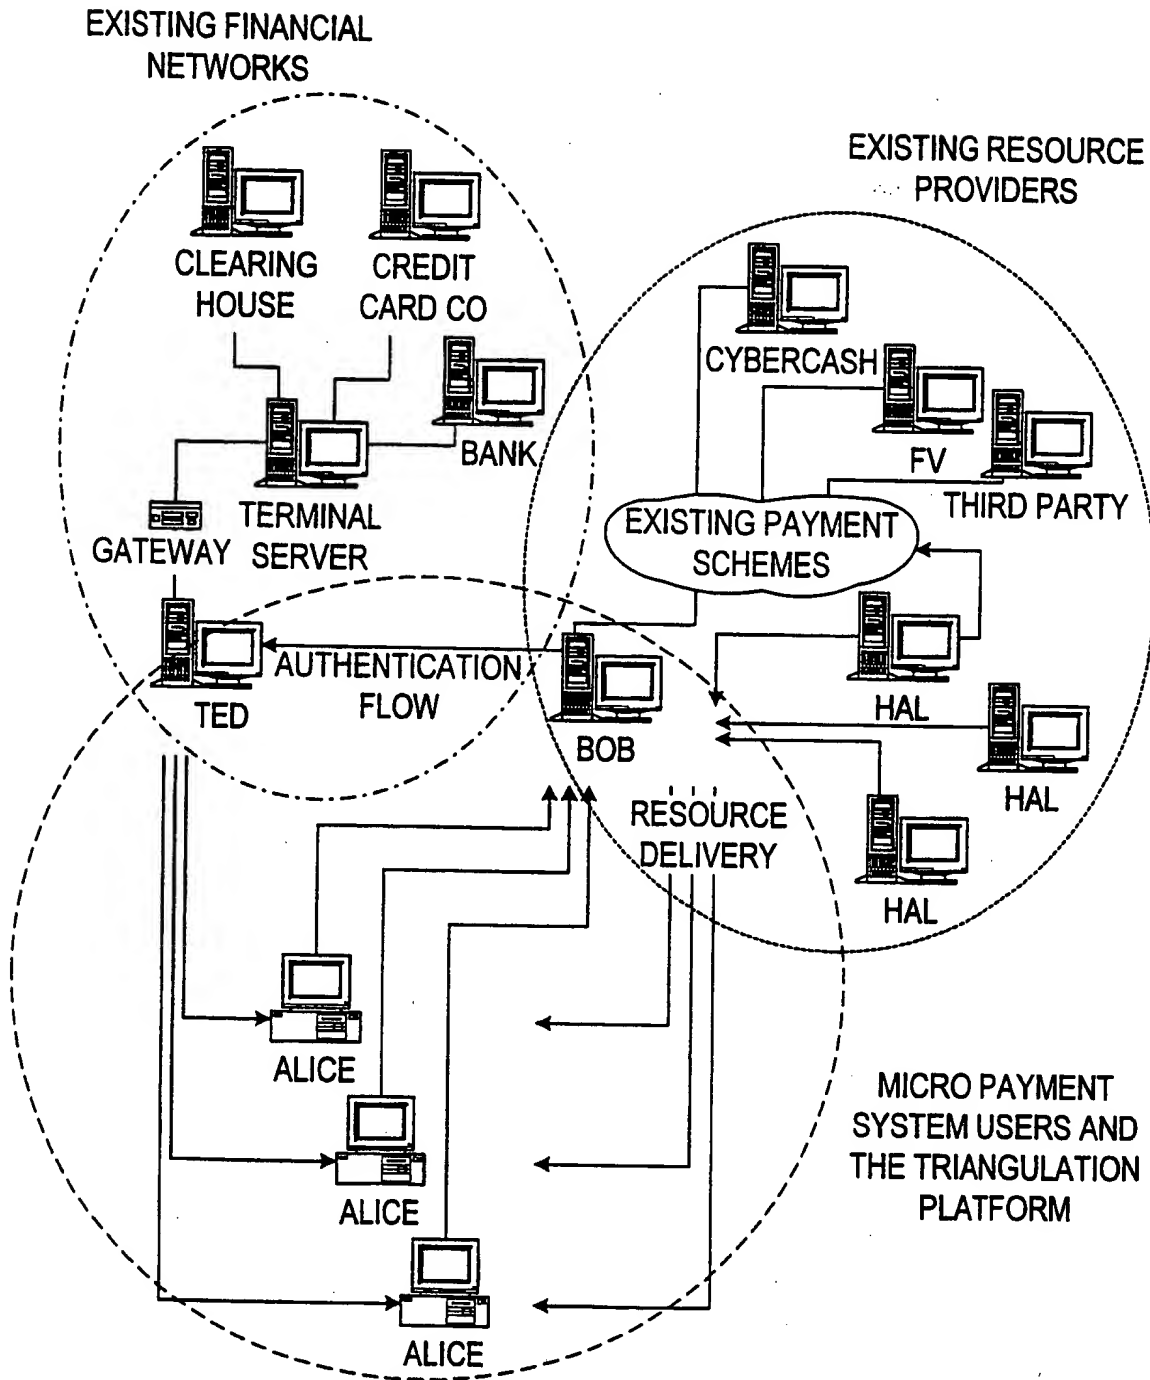 EXISTING FINANCIAL
NETWORKS
EXISTING RESOURCE
PROVIDERS
CLEARING
HOUSE
CREDIT
CARD CO
CYBERCASH
BANK
FV
THIRD PARTY
TERMINAL
SERVER
GATEWAY
EXISTING PAYMENT
SCHEMES
AUTHENTICATION
FLOW
TED
BOB
HAL
HAL
HAL
RESOURCE
DELIVERY
ALICE
ALICE
ALICE
MICRO PAYMENT
SYSTEM USERS AND
THE TRIANGULATION
PLATFORM